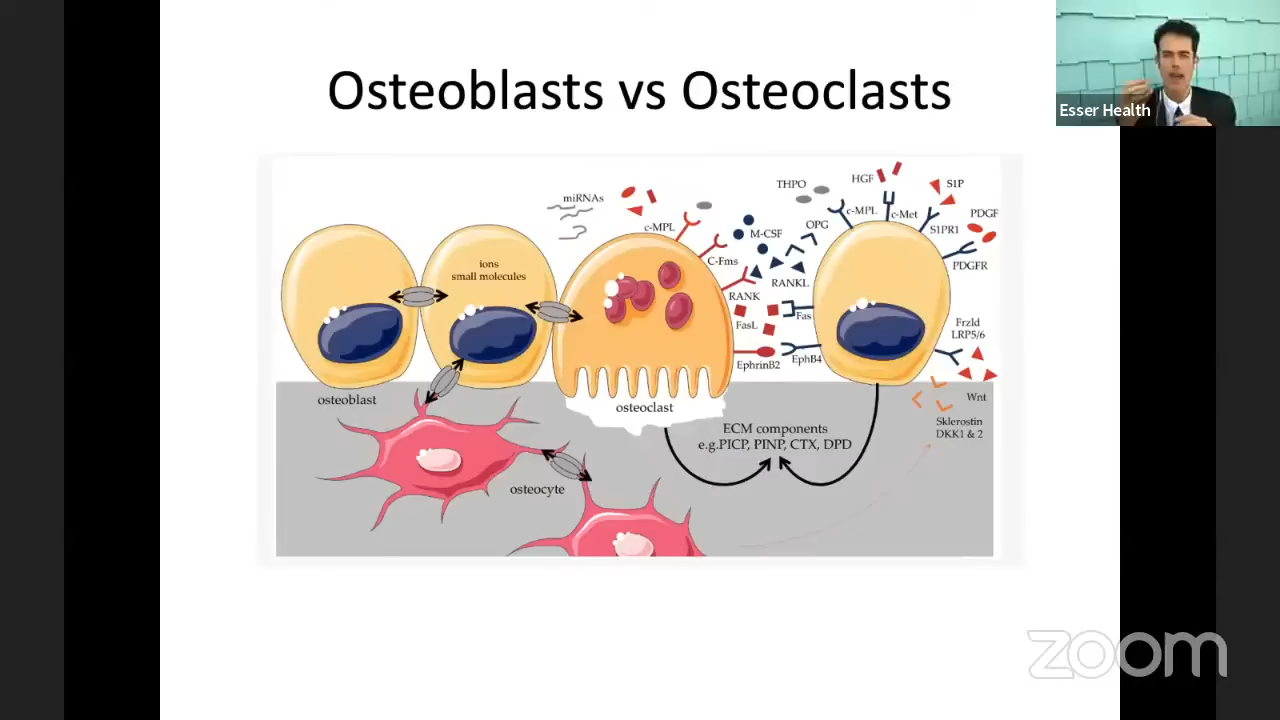 Osteoblasts vs Osteoclasts
Esser Health
miRNAs
c-MPL
C-Fms
M-CSF
RANK
RANKL
OPG
FasL
Fas
EphrinB2
EphB4
THPO
HGF
c-MPL
c-Met
S1P
S1PR1
PDGF
PDGFR
Frzld
LRP5/6
Wnt
Sklerostin
DKK1 & 2
ions
small molecules
osteoblast
osteoclast
ECM components
e.g.PICP, PINP, CTX, DPD
osteocyte
zoom